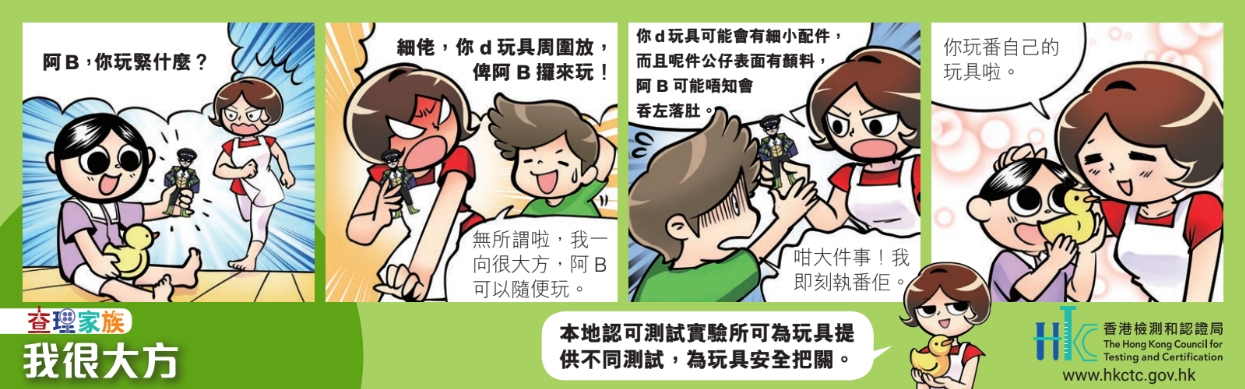 阿B，你玩緊什麼？
細佬，你d玩具周圍放，
俾阿B攞來玩！
無所謂啦，我一
向很大方，阿B
可以隨便玩。
你d玩具可能會有細小配件，
而且呢件公仔表面有顏料，
阿B可能唔知會
吞左落肚。
咁大件事！我
即刻執番佢。
你玩番自己的
玩具啦。
查理家族
我很大方
本地認可測試實驗所可為玩具提
供不同測試，為玩具安全把關。
HKTC
香港檢測和認證局
The Hong Kong Council for
Testing and Certification
www.hkctc.gov.hk